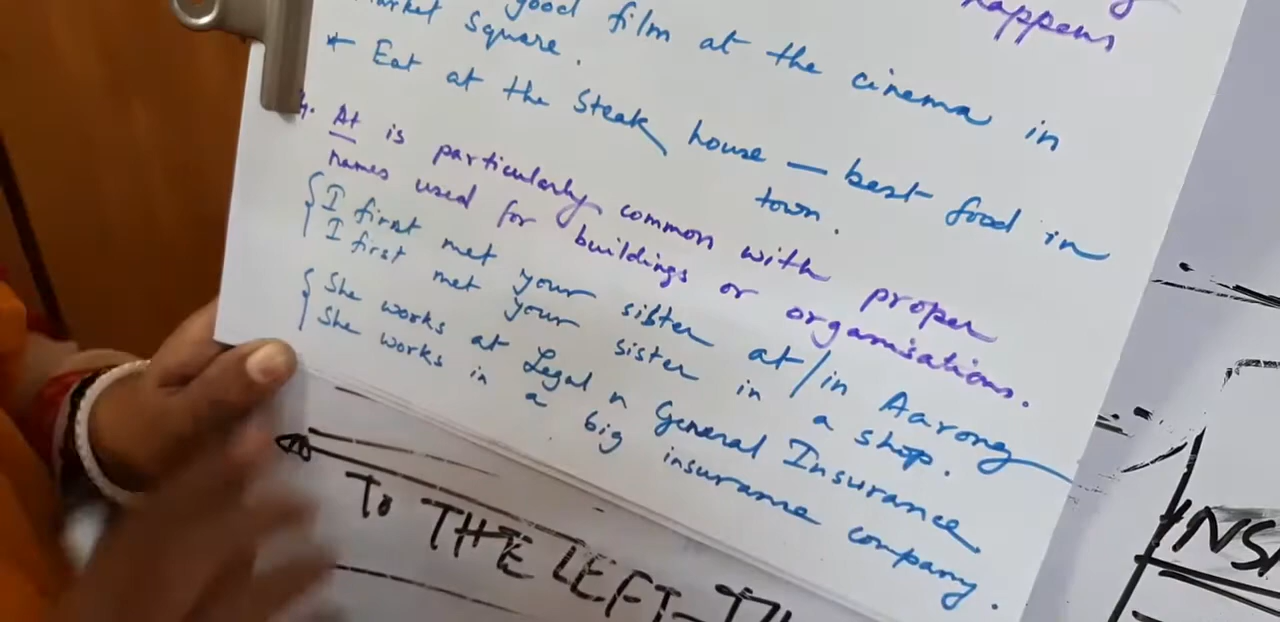 happens
good film at the cinema in
Market Square.
* Eat at the Steak house — best food in
town.
4. At is particularly common with proper
names used for buildings or organisations.
I first met your sister at/in Aarong
I first met your sister in a shop.
She works at Legal n General Insurance
She works in a big insurance company.
TO THE LEFT